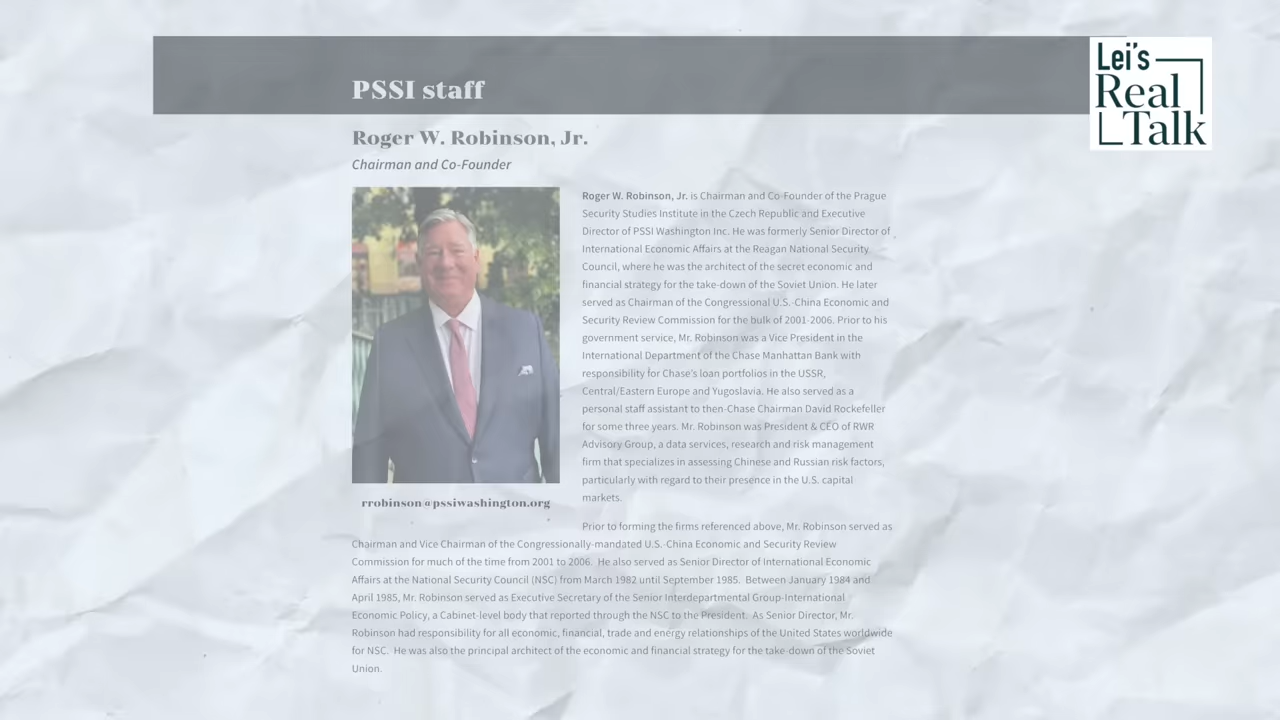 PSSI staff
Lei's
Real
Talk
Roger W. Robinson, Jr.
Chairman and Co-Founder
Roger W. Robinson, Jr. is Chairman and Co-Founder of the Prague
Security Studies Institute in the Czech Republic and Executive
Director of PSSI Washington Inc. He was formerly Senior Director of
International Economic Affairs at the Reagan National Security
Council, where he was the architect of the secret economic and
financial strategy for the take-down of the Soviet Union. He later
served as Chairman of the Congressional U.S.-China Economic and
Security Review Commission for the bulk of 2001-2006. Prior to his
government service, Mr. Robinson was a Vice President in the
International Department of the Chase Manhattan Bank with
responsibility for Chase's loan portfolios in the USSR,
Central/Eastern Europe and Yugoslavia. He also served as a
personal staff assistant to then-Chase Chairman David Rockefeller
for some three years. Mr. Robinson was President & CEO of RWR
Advisory Group, a data services, research and risk management
firm that specializes in assessing Chinese and Russian risk factors,
particularly with regard to their presence in the U.S. capital
markets.
rrobinson@pssiwashington.org
Prior to forming the firms referenced above, Mr. Robinson served as
Chairman and Vice Chairman of the Congressionally-mandated U.S.-China Economic and Security Review
Commission for much of the time from 2001 to 2006. He also served as Senior Director of International Economic
Affairs at the National Security Council (NSC) from March 1982 until September 1985. Between January 1984 and
April 1985, Mr. Robinson served as Executive Secretary of the Senior Interdepartmental Group-International
Economic Policy, a Cabinet-level body that reported through the NSC to the President. As Senior Director, Mr.
Robinson had responsibility for all economic, financial, trade and energy relationships of the United States worldwide
for NSC. He was also the principal architect of the economic and financial strategy for the take-down of the Soviet
Union.